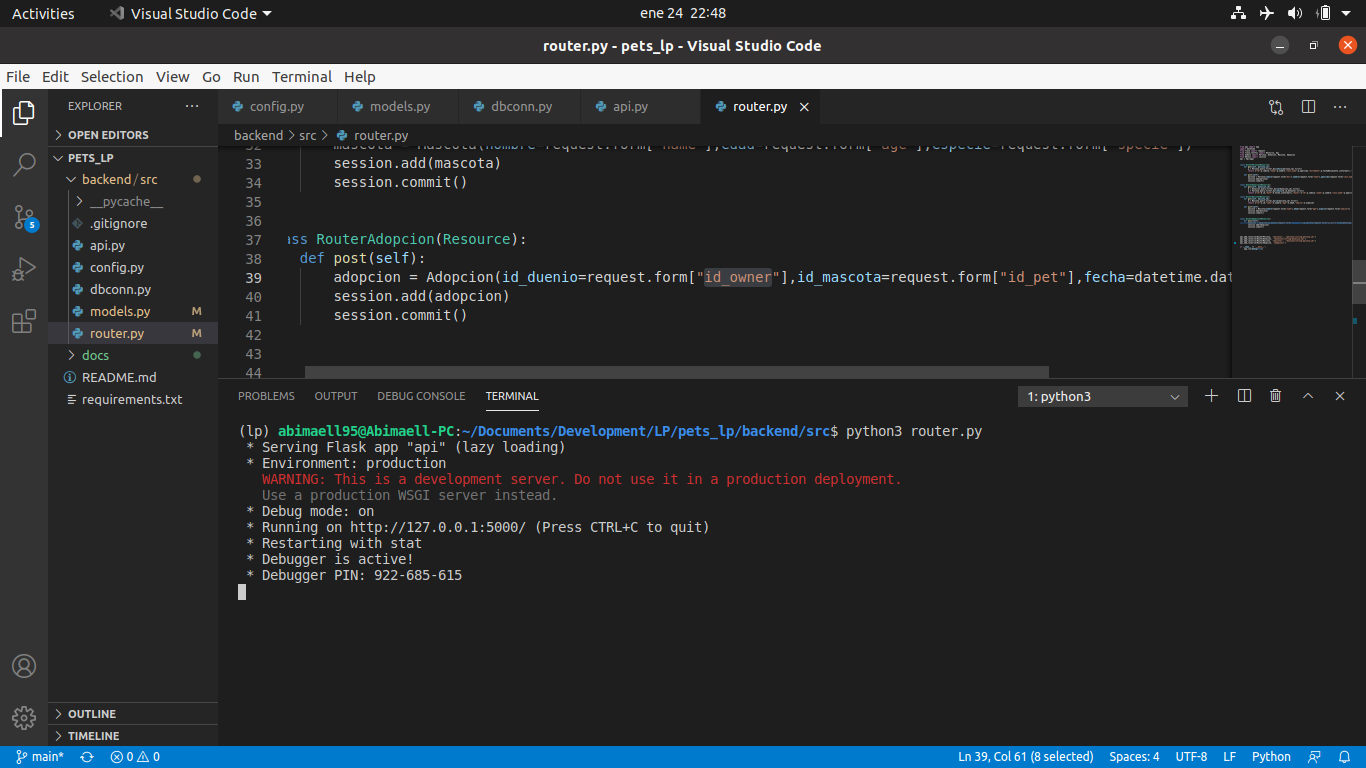 Activities
Visual Studio Code
ene 24 22:48
router.py - pets_lp - Visual Studio Code
File Edit Selection View Go Run Terminal Help
EXPLORER
OPEN EDITORS
PETS_LP
backend / src
__pycache__
.gitignore
api.py
config.py
dbconn.py
models.py M
router.py M
docs
README.md
requirements.txt
OUTLINE
TIMELINE
5
config.py models.py dbconn.py api.py router.py
backend > src > router.py
33 session.add(mascota)
34 session.commit()
35
36
37 ass RouterAdopcion(Resource):
38 def post(self):
39 adopcion = Adopcion(id_duenio=request.form["id_owner"],id_mascota=request.form["id_pet"],fecha=datetime.dat
40 session.add(adopcion)
41 session.commit()
42
43
44
PROBLEMS OUTPUT DEBUG CONSOLE TERMINAL
1: python3
(lp) abimaell95@Abimaell-PC:~/Documents/Development/LP/pets_lp/backend/src$ python3 router.py
* Serving Flask app "api" (lazy loading)
* Environment: production
WARNING: This is a development server. Do not use it in a production deployment.
Use a production WSGI server instead.
* Debug mode: on
* Running on http://127.0.0.1:5000/ (Press CTRL+C to quit)
* Restarting with stat
* Debugger is active!
* Debugger PIN: 922-685-615
main* 0 0 Ln 39, Col 61 (8 selected) Spaces: 4 UTF-8 LF Python